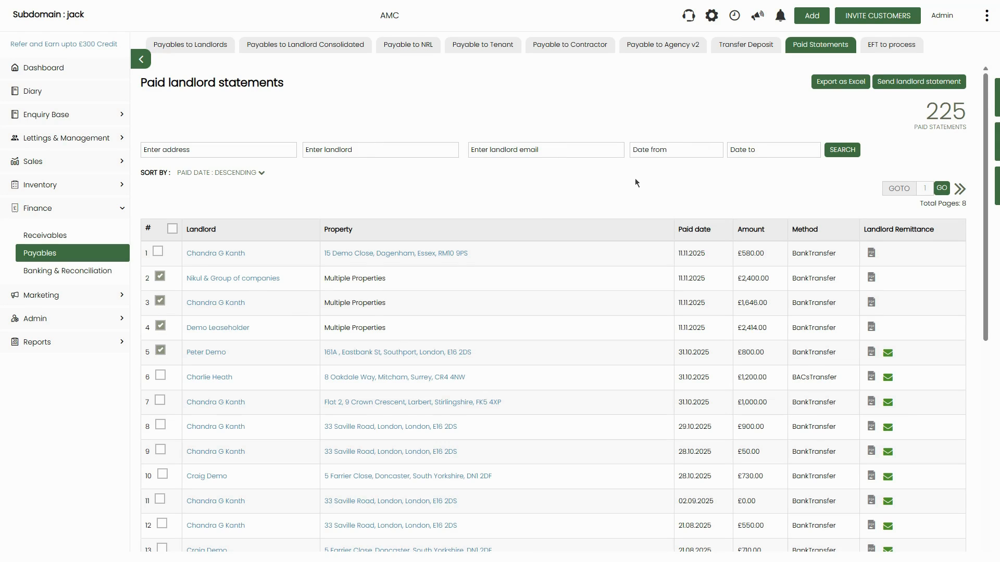 Subdomain : jack
AMC
Add
INVITE CUSTOMERS
Admin
Refer and Earn upto £300 Credit
Payables to Landlords
Payables to Landlord Consolidated
Payable to NRL
Payable to Tenant
Payable to Contractor
Payable to Agency v2
Transfer Deposit
Paid Statements
EFT to process
Dashboard
Diary
Enquiry Base
Lettings & Management
Sales
Inventory
Finance
Receivables
Payables
Banking & Reconciliation
Marketing
Admin
Reports
Paid landlord statements
Export as Excel
Send landlord statement
225
PAID STATEMENTS
Enter address
Enter landlord
Enter landlord email
Date from
Date to
SEARCH
SORT BY : PAID DATE : DESCENDING
GOTO 1 GO
Total Pages: 8
# Landlord Property Paid date Amount Method Landlord Remittance
1 Chandra G Kanth 15 Demo Close, Dagenham, Essex, RM10 9PS 11.11.2025 £580.00 BankTransfer PDF
2 Nikul & Group of companies Multiple Properties 11.11.2025 £2,400.00 BankTransfer PDF
3 Chandra G Kanth Multiple Properties 11.11.2025 £1,646.00 BankTransfer PDF
4 Demo Leaseholder Multiple Properties 11.11.2025 £2,414.00 BankTransfer PDF
5 Peter Demo 161A , Eastbank St, Southport, London, E16 2DS 31.10.2025 £800.00 BankTransfer PDF
6 Charlie Heath 8 Oakdale Way, Mitcham, Surrey, CR4 4NW 31.10.2025 £1,200.00 BACsTransfer PDF
7 Chandra G Kanth Flat 2, 9 Crown Crescent, Larbert, Stirlingshire, FK5 4XP 31.10.2025 £1,000.00 BankTransfer PDF
8 Chandra G Kanth 33 Saville Road, London, London, E16 2DS 29.10.2025 £900.00 BankTransfer PDF
9 Chandra G Kanth 33 Saville Road, London, London, E16 2DS 28.10.2025 £50.00 BankTransfer PDF
10 Craig Demo 5 Farrier Close, Doncaster, South Yorkshire, DN1 2DF 28.10.2025 £730.00 BankTransfer PDF
11 Chandra G Kanth 33 Saville Road, London, London, E16 2DS 02.09.2025 £0.00 BankTransfer PDF
12 Chandra G Kanth 33 Saville Road, London, London, E16 2DS 21.08.2025 £550.00 BankTransfer PDF
13 Craig Demo 5 Farrier Close, Doncaster, South Yorkshire, DN1 2DF 21.08.2025 £710.00 BankTransfer PDF